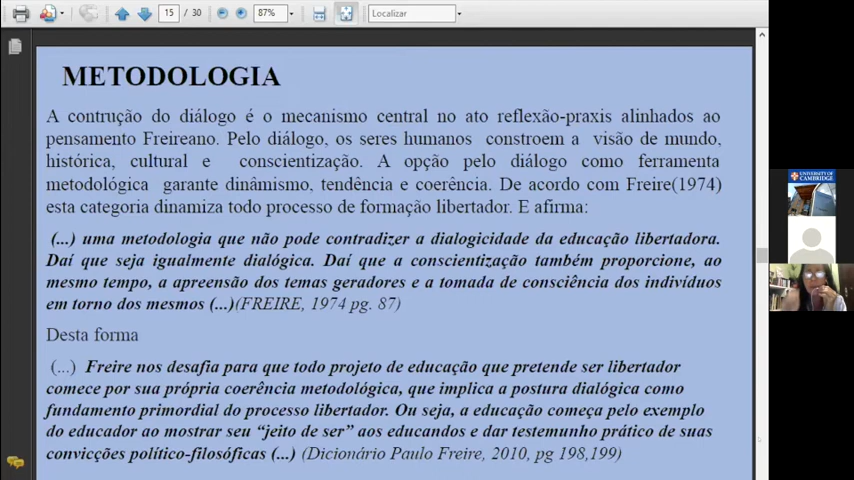 15 / 30
87%
Localizar
METODOLOGIA
A contrução do diálogo é o mecanismo central no ato reflexão-praxis alinhados ao
pensamento Freireano. Pelo diálogo, os seres humanos constroem a visão de mundo,
histórica, cultural e conscientização. A opção pelo diálogo como ferramenta
metodológica garante dinâmismo, tendência e coerência. De acordo com Freire(1974)
esta categoria dinamiza todo processo de formação libertador. E afirma:
(...) uma metodologia que não pode contradizer a dialogicidade da educação libertadora.
Daí que seja igualmente dialógica. Daí que a conscientização também proporcione, ao
mesmo tempo, a apreensão dos temas geradores e a tomada de consciência dos indivíduos
em torno dos mesmos (...)(FREIRE, 1974 pg. 87)
Desta forma
(...) Freire nos desafia para que todo projeto de educação que pretende ser libertador
comece por sua própria coerência metodológica, que implica a postura dialógica como
fundamento primordial do processo libertador. Ou seja, a educação começa pelo exemplo
do educador ao mostrar seu “jeito de ser” aos educandos e dar testemunho prático de suas
convicções político-filosóficas (...) (Dicionário Paulo Freire, 2010, pg 198,199)
UNIVERSITY OF
CAMBRIDGE